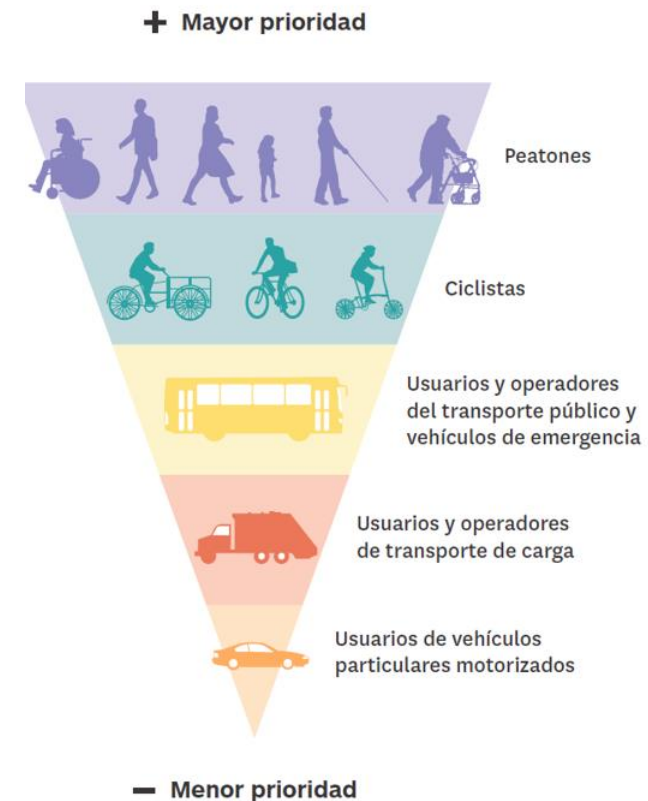 + Mayor prioridad
Peatones
Ciclistas
Usuarios y operadores
del transporte público y
vehículos de emergencia
Usuarios y operadores
de transporte de carga
Usuarios de vehículos
particulares motorizados
− Menor prioridad